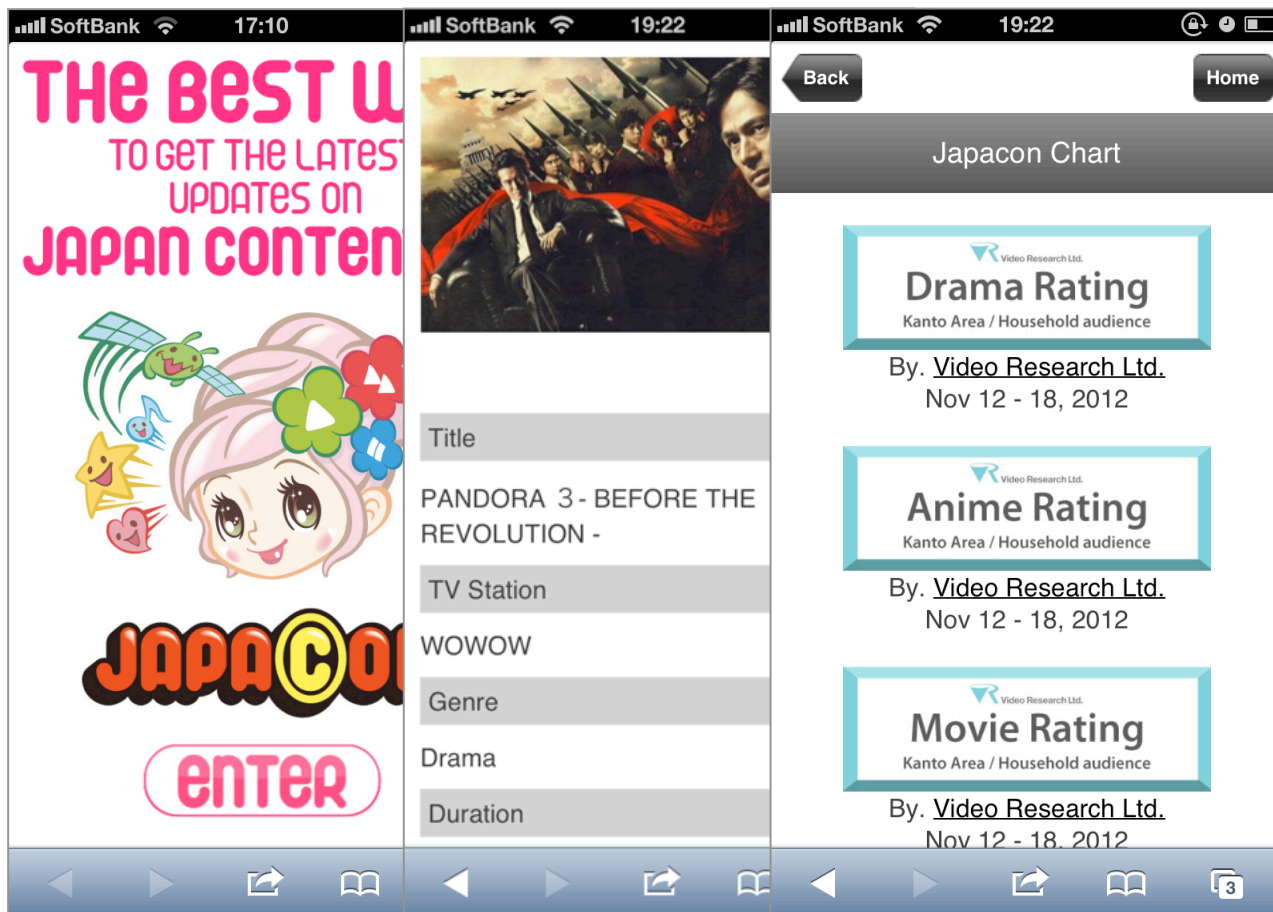 SoftBank 17:10
THE BEST W
TO GET THE LATEST
UPDATES ON
JAPAN CONTEN
JAPACO
ENTER
SoftBank 19:22
Title
PANDORA ３- BEFORE THE
REVOLUTION -
TV Station
WOWOW
Genre
Drama
Duration
SoftBank 19:22
Back
Home
Japacon Chart
VR Video Research Ltd.
Drama Rating
Kanto Area / Household audience
By. Video Research Ltd.
Nov 12 - 18, 2012
VR Video Research Ltd.
Anime Rating
Kanto Area / Household audience
By. Video Research Ltd.
Nov 12 - 18, 2012
VR Video Research Ltd.
Movie Rating
Kanto Area / Household audience
By. Video Research Ltd.
Nov 12 - 18, 2012
3